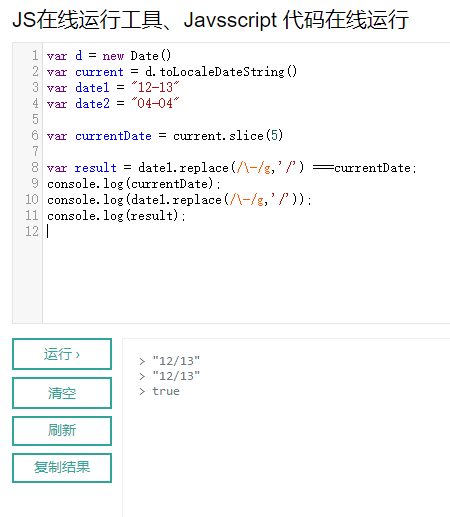 JS在线运行工具、Javsscript 代码在线运行
1 var d = new Date()
2 var current = d.toLocaleDateString()
3 var date1 = "12-13"
4 var date2 = "04-04"
5
6 var currentDate = current.slice(5)
7
8 var result = date1.replace(/\-/g,'/') ===currentDate;
9 console.log(currentDate);
10 console.log(date1.replace(/\-/g,'/'));
11 console.log(result);
12
运行 ›
清空
刷新
复制结果
> "12/13"
> "12/13"
> true